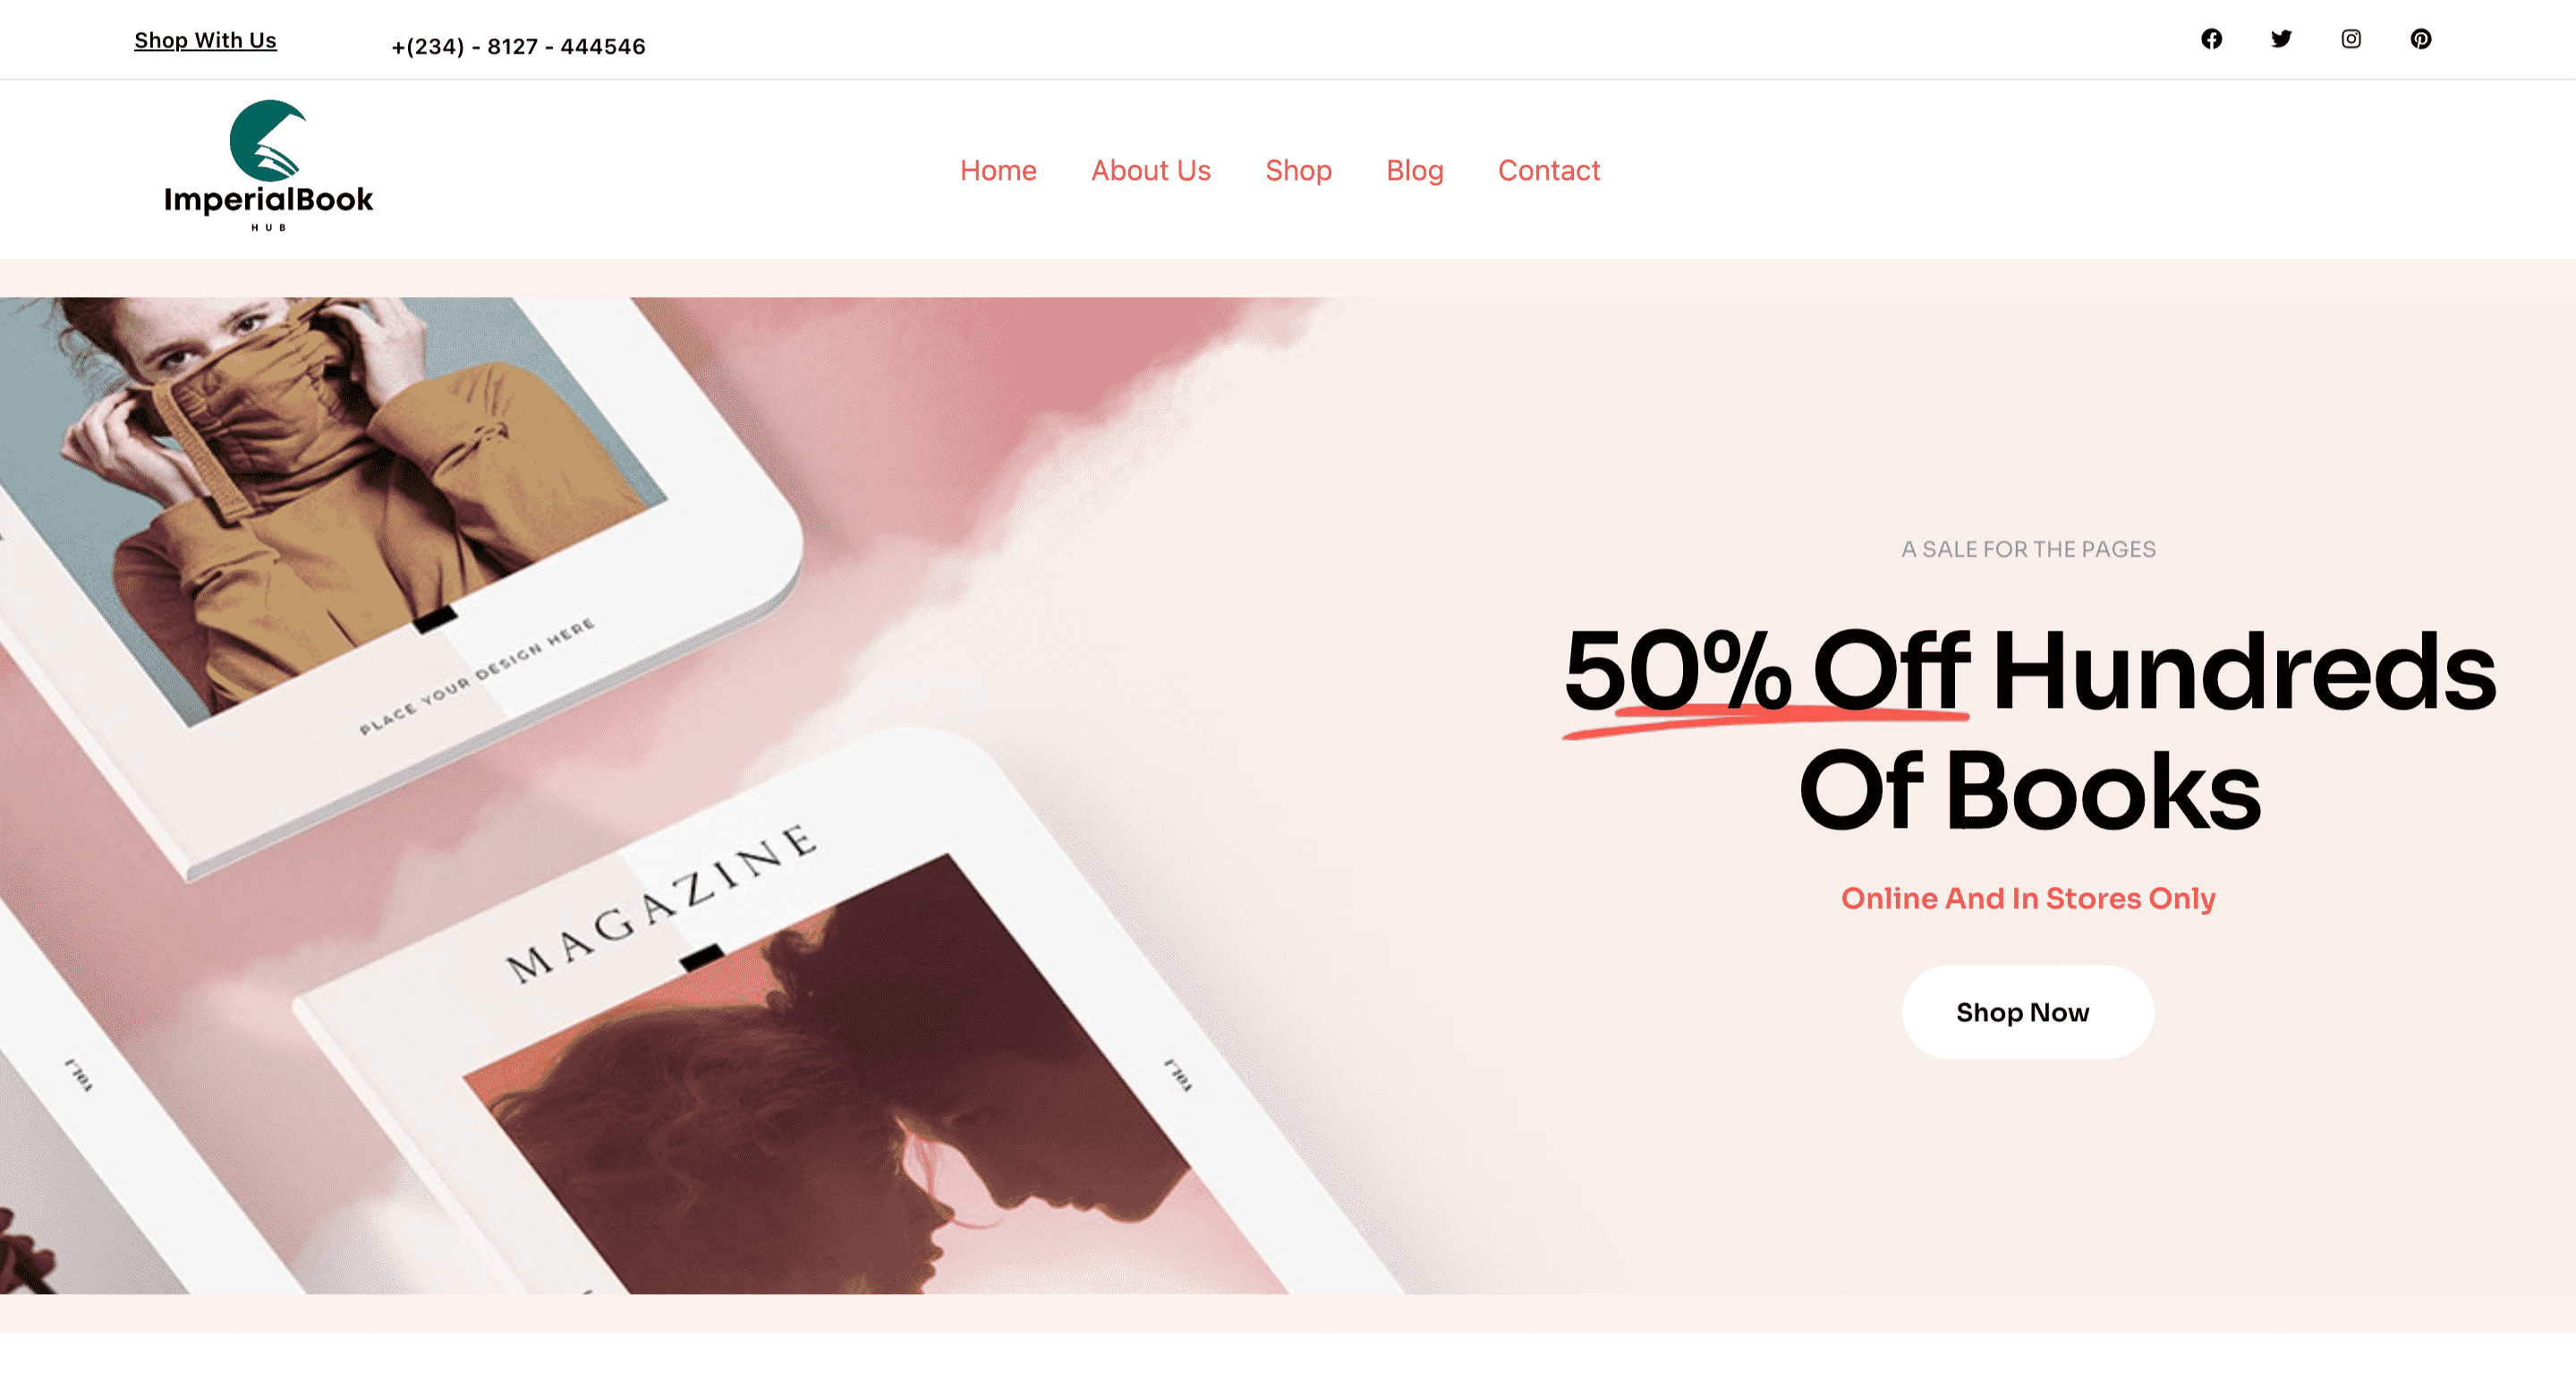 Shop With Us
+(234) - 8127 - 444546
ImperialBook
HUB
Home About Us Shop Blog Contact
A SALE FOR THE PAGES
50% Off Hundreds
Of Books
Online And In Stores Only
Shop Now
PLACE YOUR DESIGN HERE
MAGAZINE
VOL.1
VOL.1